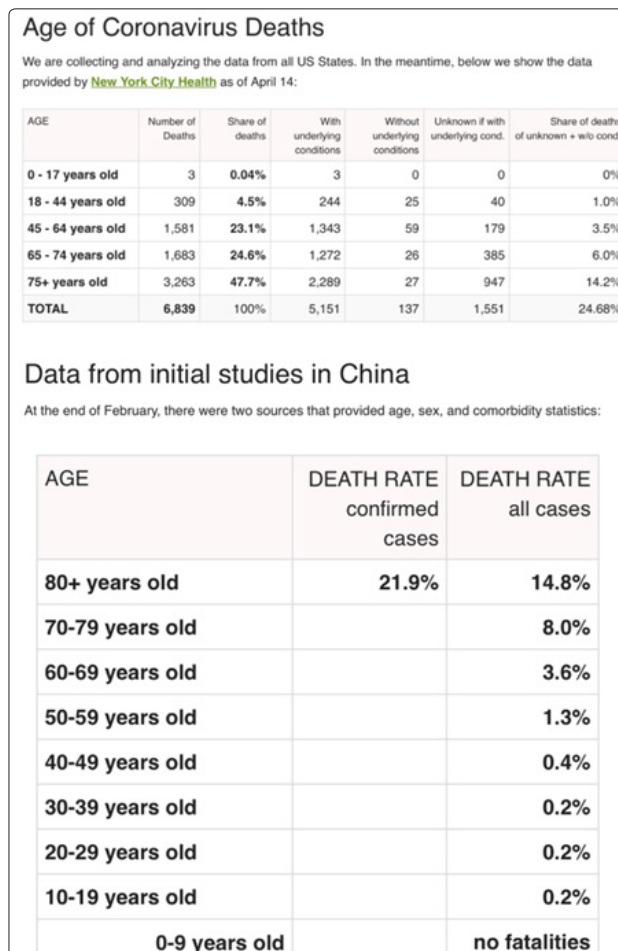 Age of Coronavirus Deaths
We are collecting and analyzing the data from all US States. In the meantime, below we show the data
provided by New York City Health as of April 14:
AGE Number of Deaths Share of deaths With underlying conditions Without underlying conditions Unknown if with underlying cond. Share of deaths of unknown + w/o cond
0 - 17 years old 3 0.04% 3 0 0 0%
18 - 44 years old 309 4.5% 244 25 40 1.0%
45 - 64 years old 1,581 23.1% 1,343 59 179 3.5%
65 - 74 years old 1,683 24.6% 1,272 26 385 6.0%
75+ years old 3,263 47.7% 2,289 27 947 14.2%
TOTAL 6,839 100% 5,151 137 1,551 24.68%
Data from initial studies in China
At the end of February, there were two sources that provided age, sex, and comorbidity statistics:
AGE DEATH RATE confirmed cases DEATH RATE all cases
80+ years old 21.9% 14.8%
70-79 years old 8.0%
60-69 years old 3.6%
50-59 years old 1.3%
40-49 years old 0.4%
30-39 years old 0.2%
20-29 years old 0.2%
10-19 years old 0.2%
0-9 years old no fatalities